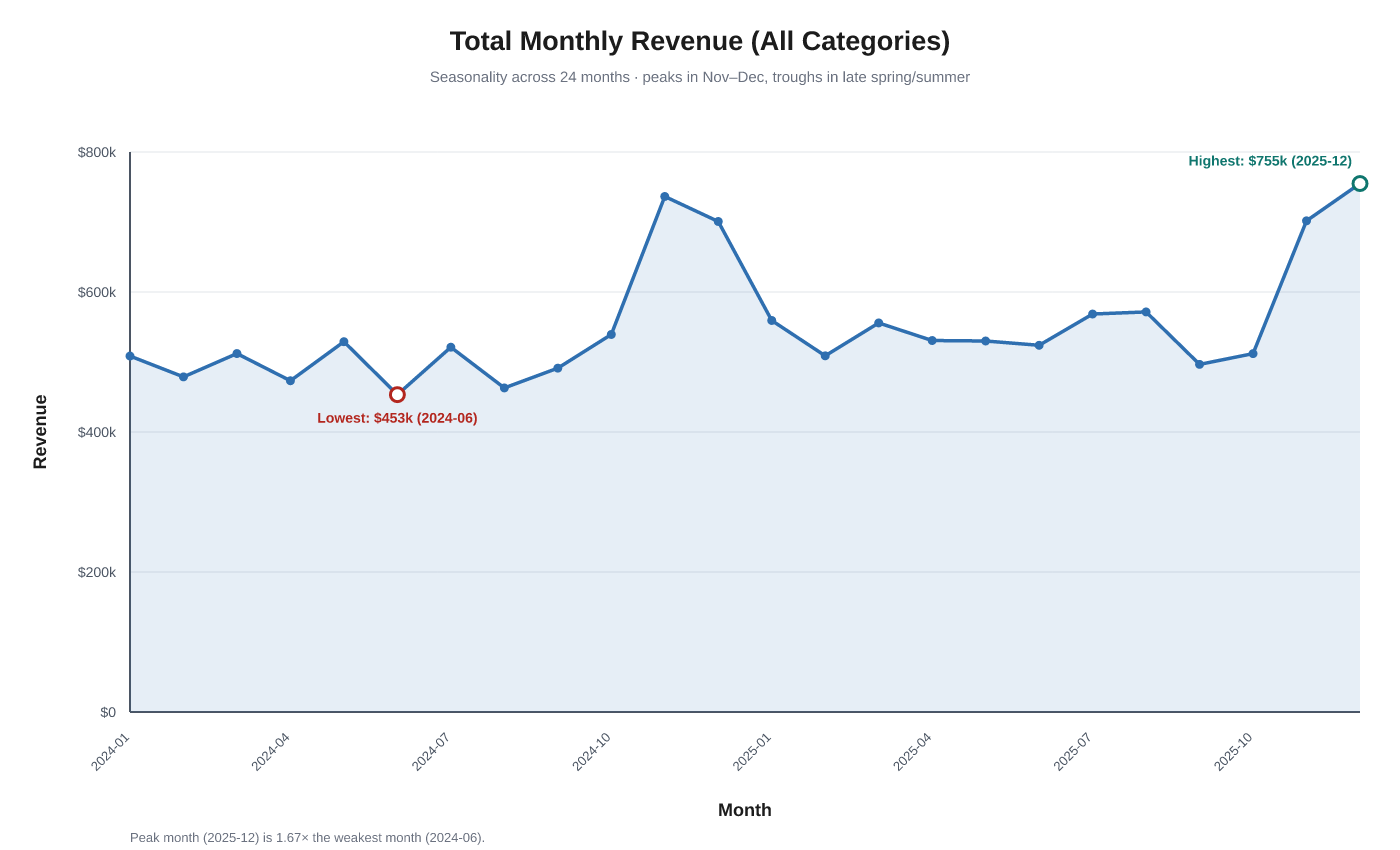 Total Monthly Revenue (All Categories)
Seasonality across 24 months · peaks in Nov–Dec, troughs in late spring/summer
$800k
Highest: $755k (2025-12)
$600k
Lowest: $453k (2024-06)
$400k
Revenue
$200k
$0
2024-01
2024-04
2024-07
2024-10
2025-01
2025-04
2025-07
2025-10
Month
Peak month (2025-12) is 1.67× the weakest month (2024-06).